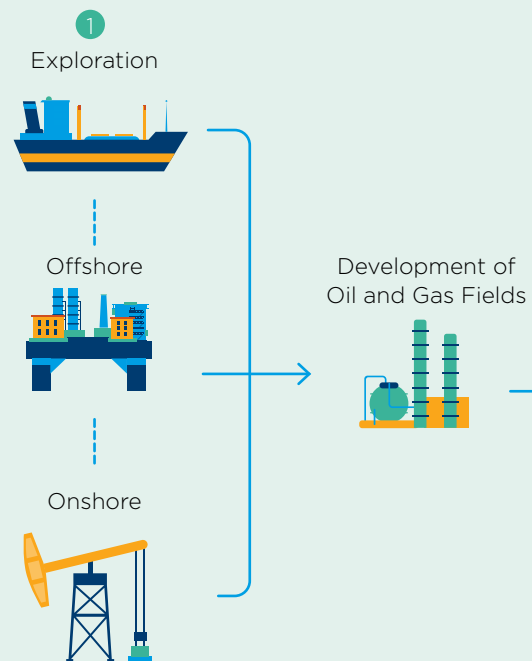 1
Exploration
Offshore
Onshore
Development of
Oil and Gas Fields